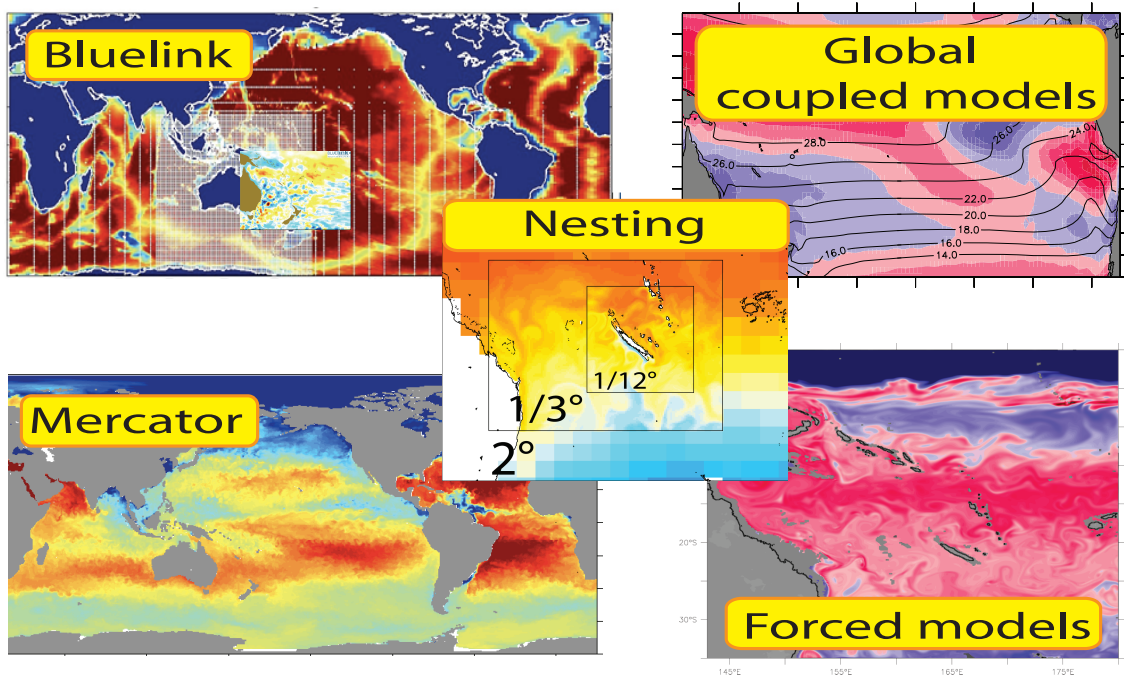 Bluelink
Global
coupled models
28.0
26.0
24.0
26.0
22.0
20.0
18.0
16.0
16.0
14.0
Nesting
1/12°
1/3°
2°
Mercator
20°S
30°S
Forced models
145°E
155°E
165°E
175°E